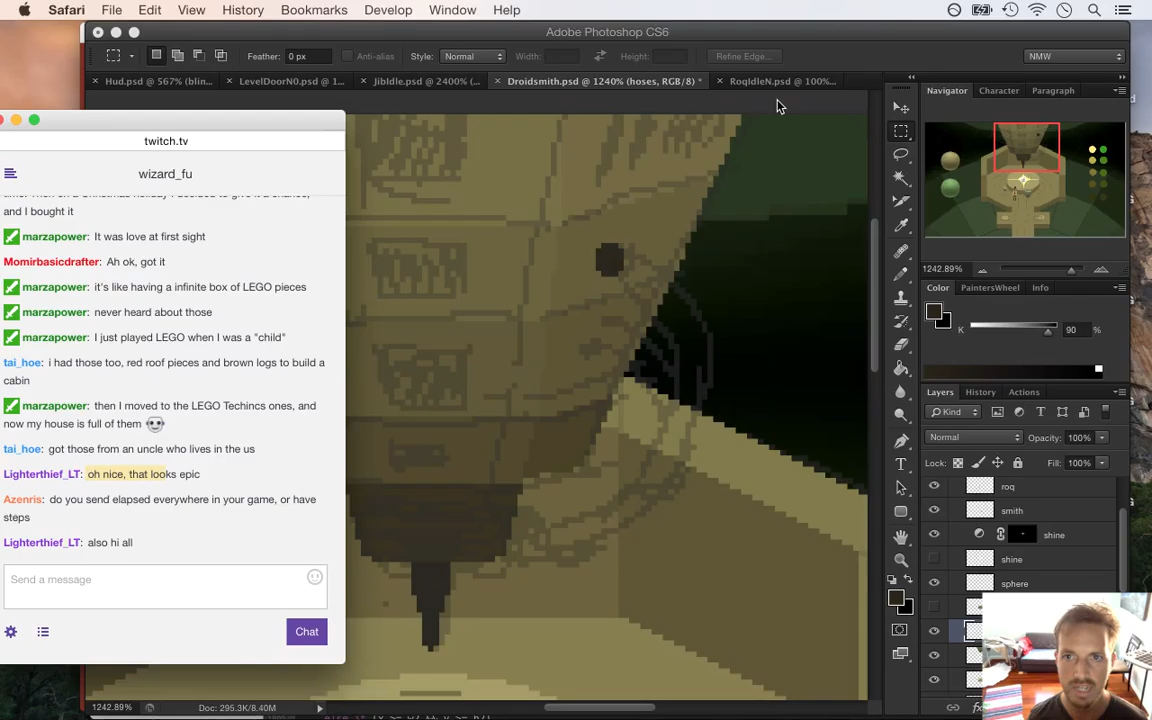 Safari File Edit View History Bookmarks Develop Window Help
Adobe Photoshop CS6
Feather: 0 px Anti-alias Style: Normal Width: Height: Refine Edge... NMW
Hud.psd @ 567% (blin... LevelDoorN0.psd @ 1... JibIdle.psd @ 2400% (... Droidsmith.psd @ 1240% (hoses, RGB/8) * RoqIdleN.psd @ 100%...
twitch.tv
wizard_fu
and I bought it
marzapower: It was love at first sight
Momirbasicdrafter: Ah ok, got it
marzapower: it's like having a infinite box of LEGO pieces
marzapower: never heard about those
marzapower: I just played LEGO when I was a "child"
tai_hoe: i had those too, red roof pieces and brown logs to build a
cabin
marzapower: then I moved to the LEGO Techincs ones, and
now my house is full of them
tai_hoe: got those from an uncle who lives in the us
Lighterthief_LT: oh nice, that looks epic
Azenris: do you send elapsed everywhere in your game, or have
steps
Lighterthief_LT: also hi all
Send a message
Chat
Navigator Character Paragraph
1242.89%
Color PaintersWheel Info
K 90 %
Layers History Actions
Kind
Normal Opacity: 100%
Lock: Fill: 100%
roq
smith
shine
shine
sphere
1242.89% Doc: 295.3K/8.40M